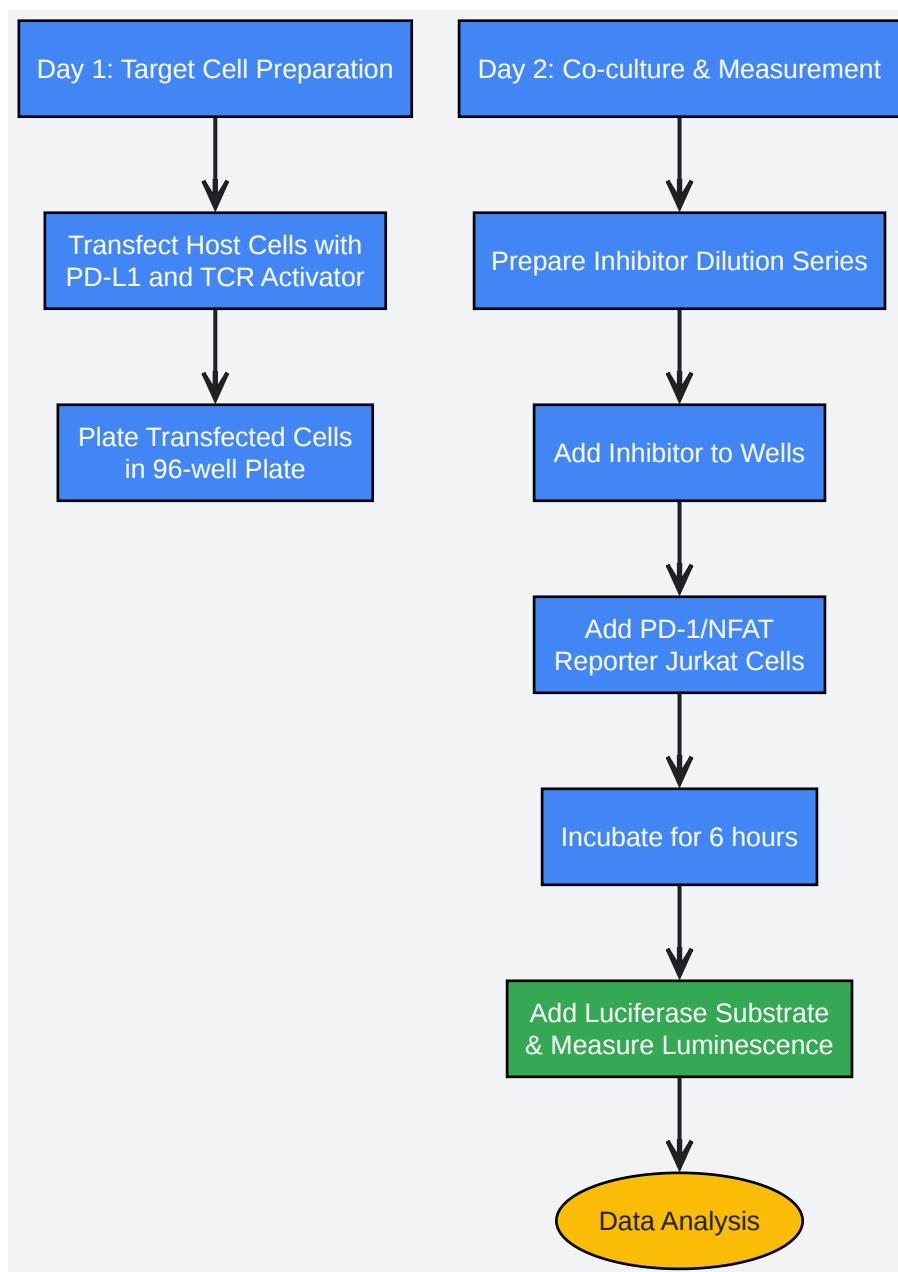 Day 1: Target Cell Preparation
Transfect Host Cells with
PD-L1 and TCR Activator
Plate Transfected Cells
in 96-well Plate
Day 2: Co-culture & Measurement
Prepare Inhibitor Dilution Series
Add Inhibitor to Wells
Add PD-1/NFAT
Reporter Jurkat Cells
Incubate for 6 hours
Add Luciferase Substrate
& Measure Luminescence
Data Analysis